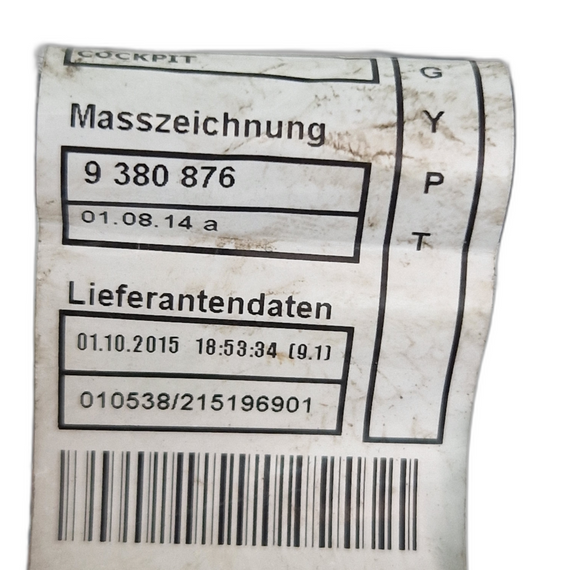 COCKPIT
Masszeichnung
9 380 876
01.08.14 a
Lieferantendaten
01.10.2015 18:53:34 (9.1)
010538/215196901
G
Y
P
T